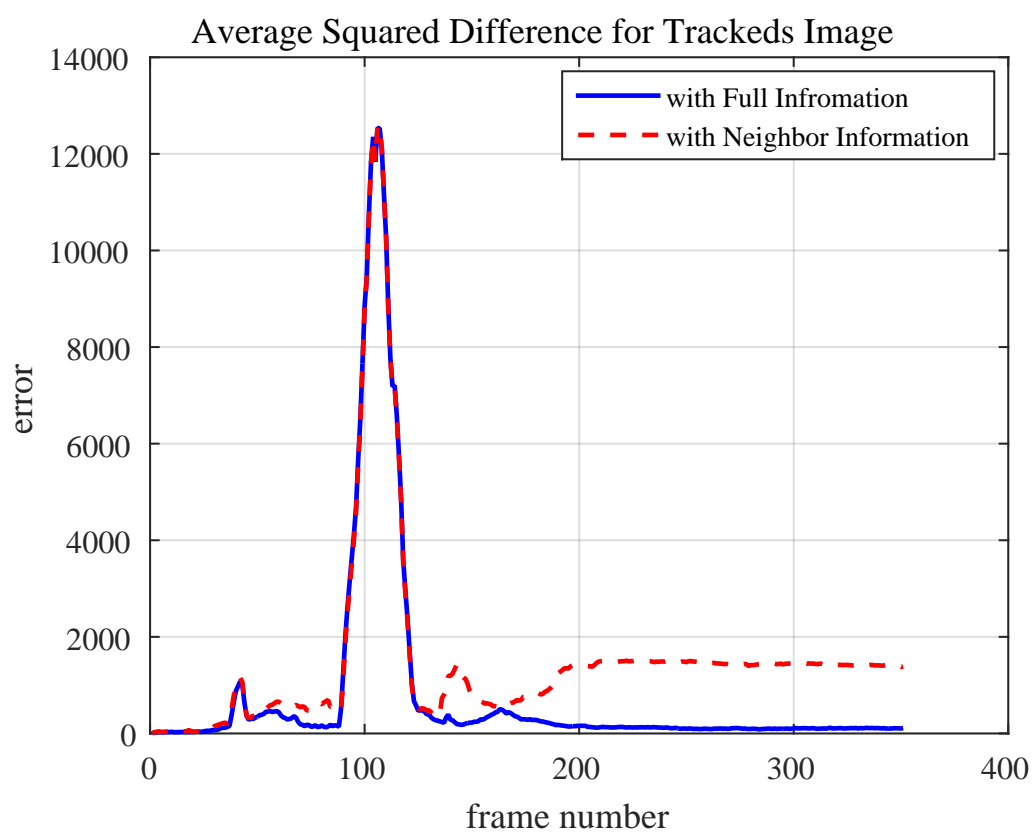 Average Squared Difference for Trackeds Image
14000
12000
10000
8000
6000
4000
2000
0
error
with Full Infromation
with Neighbor Information
0 100 200 300 400
frame number